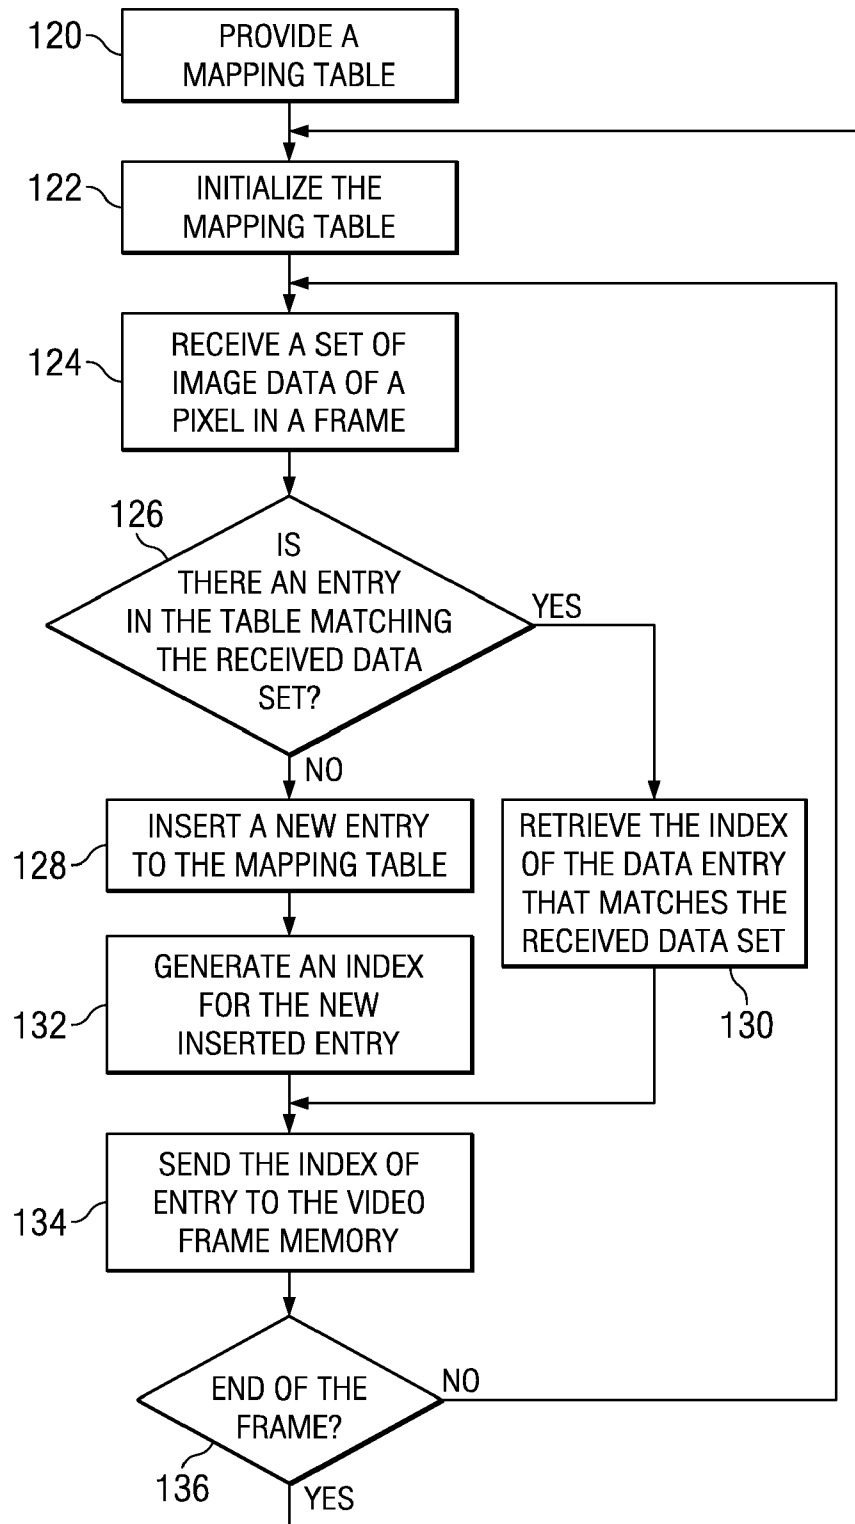 120
PROVIDE A
MAPPING TABLE
122
INITIALIZE THE
MAPPING TABLE
124
RECEIVE A SET OF
IMAGE DATA OF A
PIXEL IN A FRAME
126
IS
THERE AN ENTRY
IN THE TABLE MATCHING
THE RECEIVED DATA
SET?
YES
NO
128
INSERT A NEW ENTRY
TO THE MAPPING TABLE
RETRIEVE THE INDEX
OF THE DATA ENTRY
THAT MATCHES THE
RECEIVED DATA SET
130
132
GENERATE AN INDEX
FOR THE NEW
INSERTED ENTRY
134
SEND THE INDEX OF
ENTRY TO THE VIDEO
FRAME MEMORY
END OF THE
FRAME?
NO
136
YES